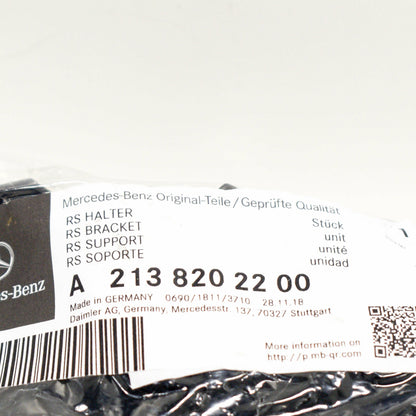 Mercedes-Benz Original-Teile/Geprüfte Qualität
RS HALTER Stück
RS BRACKET unit
RS SUPPORT unité
RS SOPORTE unidad
A 213 820 22 00
Made in GERMANY 0690/1811/3710 28.11.18
Daimler AG, Germany, Mercedesstr. 137, 70327 Stuttgart
es-Benz
More information on
http://p.mb-qr.com/